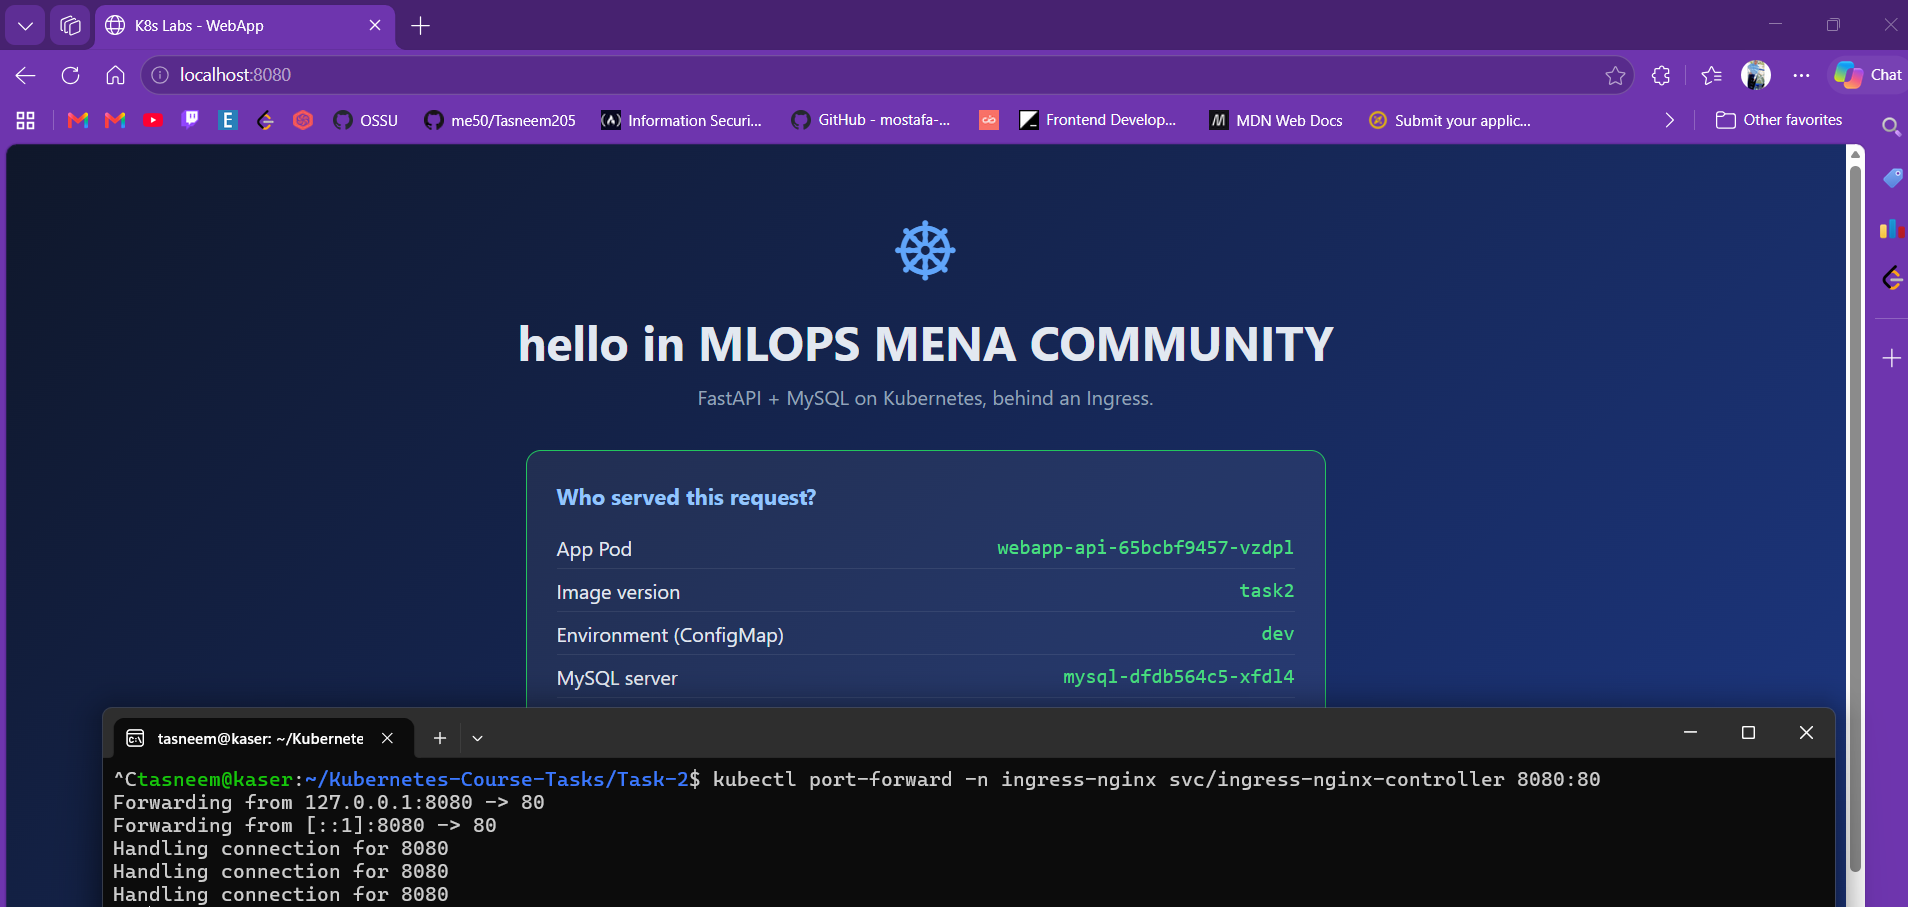 K8s Labs - WebApp
localhost:8080
Chat
E
OSSU
me50/Tasneem205
Information Securi...
GitHub - mostafa-...
Frontend Develop...
MDN Web Docs
Submit your applic...
Other favorites
hello in MLOPS MENA COMMUNITY
FastAPI + MySQL on Kubernetes, behind an Ingress.
Who served this request?
App Pod webapp-api-65bcbf9457-vzdpl
Image version task2
Environment (ConfigMap) dev
MySQL server mysql-dfdb564c5-xfdl4
tasneem@kaser: ~/Kubernete
^Ctasneem@kaser:~/Kubernetes-Course-Tasks/Task-2$ kubectl port-forward -n ingress-nginx svc/ingress-nginx-controller 8080:80
Forwarding from 127.0.0.1:8080 -> 80
Forwarding from [::1]:8080 -> 80
Handling connection for 8080
Handling connection for 8080
Handling connection for 8080